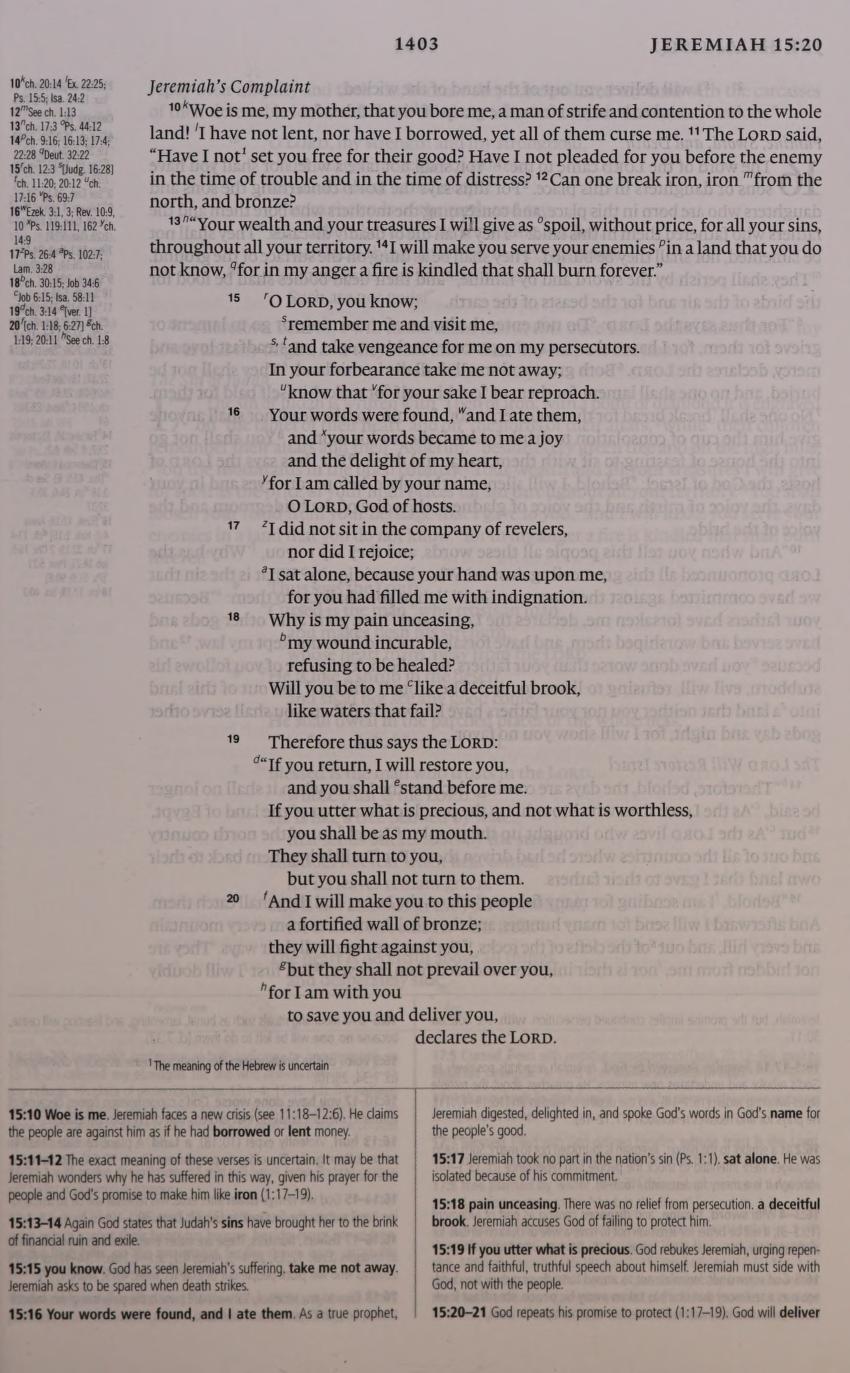 1403
JEREMIAH 15:20
10 k ch. 20:14 l Ex. 22:25;
Ps. 15:5; Isa. 24:2
12 m See ch. 1:13
13 n ch. 17:3 o Ps. 44:12
14 p ch. 9:16; 16:13; 17:4;
22:28 q Deut. 32:22
15 r ch. 12:3 s [Judg. 16:28]
t ch. 11:20; 20:12 u ch.
17:16 v Ps. 69:7
16 w Ezek. 3:1, 3; Rev. 10:9,
10 x Ps. 119:111, 162 y ch.
14:9
17 z Ps. 26:4 a Ps. 102:7;
Lam. 3:28
18 b ch. 30:15; Job 34:6
c Job 6:15; Isa. 58:11
19 d ch. 3:14 e [ver. 1]
20 f [ch. 1:18; 6:27] g ch.
1:19; 20:11 h See ch. 1:8
Jeremiah's Complaint
10 k Woe is me, my mother, that you bore me, a man of strife and contention to the whole
land! l I have not lent, nor have I borrowed, yet all of them curse me. 11 The LORD said,
“Have I not 1 set you free for their good? Have I not pleaded for you before the enemy
in the time of trouble and in the time of distress? 12 Can one break iron, iron m from the
north, and bronze?
13 n “Your wealth and your treasures I will give as o spoil, without price, for all your sins,
throughout all your territory. 14 I will make you serve your enemies p in a land that you do
not know, q for in my anger a fire is kindled that shall burn forever.”
15 r O LORD, you know;
s remember me and visit me,
s, t and take vengeance for me on my persecutors.
In your forbearance take me not away;
u know that v for your sake I bear reproach.
16 Your words were found, w and I ate them,
and x your words became to me a joy
and the delight of my heart,
y for I am called by your name,
O LORD, God of hosts.
17 z I did not sit in the company of revelers,
nor did I rejoice;
a I sat alone, because your hand was upon me,
for you had filled me with indignation.
18 Why is my pain unceasing,
b my wound incurable,
refusing to be healed?
Will you be to me c like a deceitful brook,
like waters that fail?
19 Therefore thus says the LORD:
d “If you return, I will restore you,
and you shall e stand before me.
If you utter what is precious, and not what is worthless,
you shall be as my mouth.
They shall turn to you,
but you shall not turn to them.
20 f And I will make you to this people
a fortified wall of bronze;
they will fight against you,
g but they shall not prevail over you,
h for I am with you
to save you and deliver you,
declares the LORD.
1 The meaning of the Hebrew is uncertain
15:10 Woe is me. Jeremiah faces a new crisis (see 11:18–12:6). He claims
the people are against him as if he had borrowed or lent money.
15:11–12 The exact meaning of these verses is uncertain. It may be that
Jeremiah wonders why he has suffered in this way, given his prayer for the
people and God's promise to make him like iron (1:17–19).
15:13–14 Again God states that Judah's sins have brought her to the brink
of financial ruin and exile.
15:15 you know. God has seen Jeremiah's suffering. take me not away.
Jeremiah asks to be spared when death strikes.
15:16 Your words were found, and I ate them. As a true prophet,
Jeremiah digested, delighted in, and spoke God's words in God's name for
the people's good.
15:17 Jeremiah took no part in the nation's sin (Ps. 1:1). sat alone. He was
isolated because of his commitment.
15:18 pain unceasing. There was no relief from persecution. a deceitful
brook. Jeremiah accuses God of failing to protect him.
15:19 If you utter what is precious. God rebukes Jeremiah, urging repen-
tance and faithful, truthful speech about himself. Jeremiah must side with
God, not with the people.
15:20–21 God repeats his promise to protect (1:17–19). God will deliver